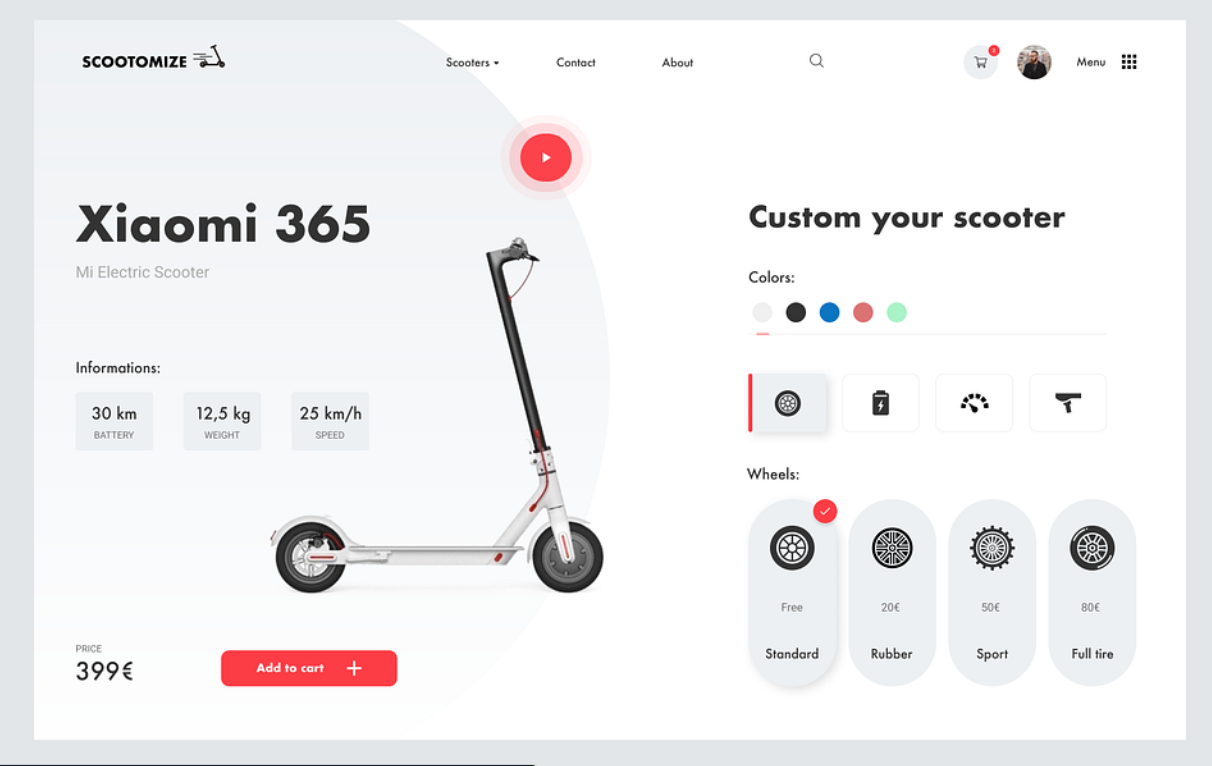 SCOOTOMIZE
Scooters
Contact
About
Menu
Xiaomi 365
Mi Electric Scooter
Informations:
30 km
BATTERY
12,5 kg
WEIGHT
25 km/h
SPEED
PRICE
399€
Add to cart
Custom your scooter
Colors:
Wheels:
Free
Standard
20€
Rubber
50€
Sport
80€
Full tire